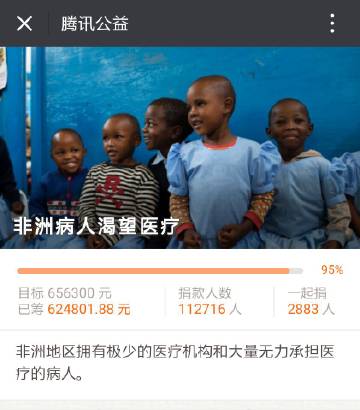 腾讯公益
非洲病人渴望医疗
95%
目标 656300 元 捐款人数 一起捐
已筹 624801.88 元 112716 人 2883 人
非洲地区拥有极少的医疗机构和大量无力承担医
疗的病人。